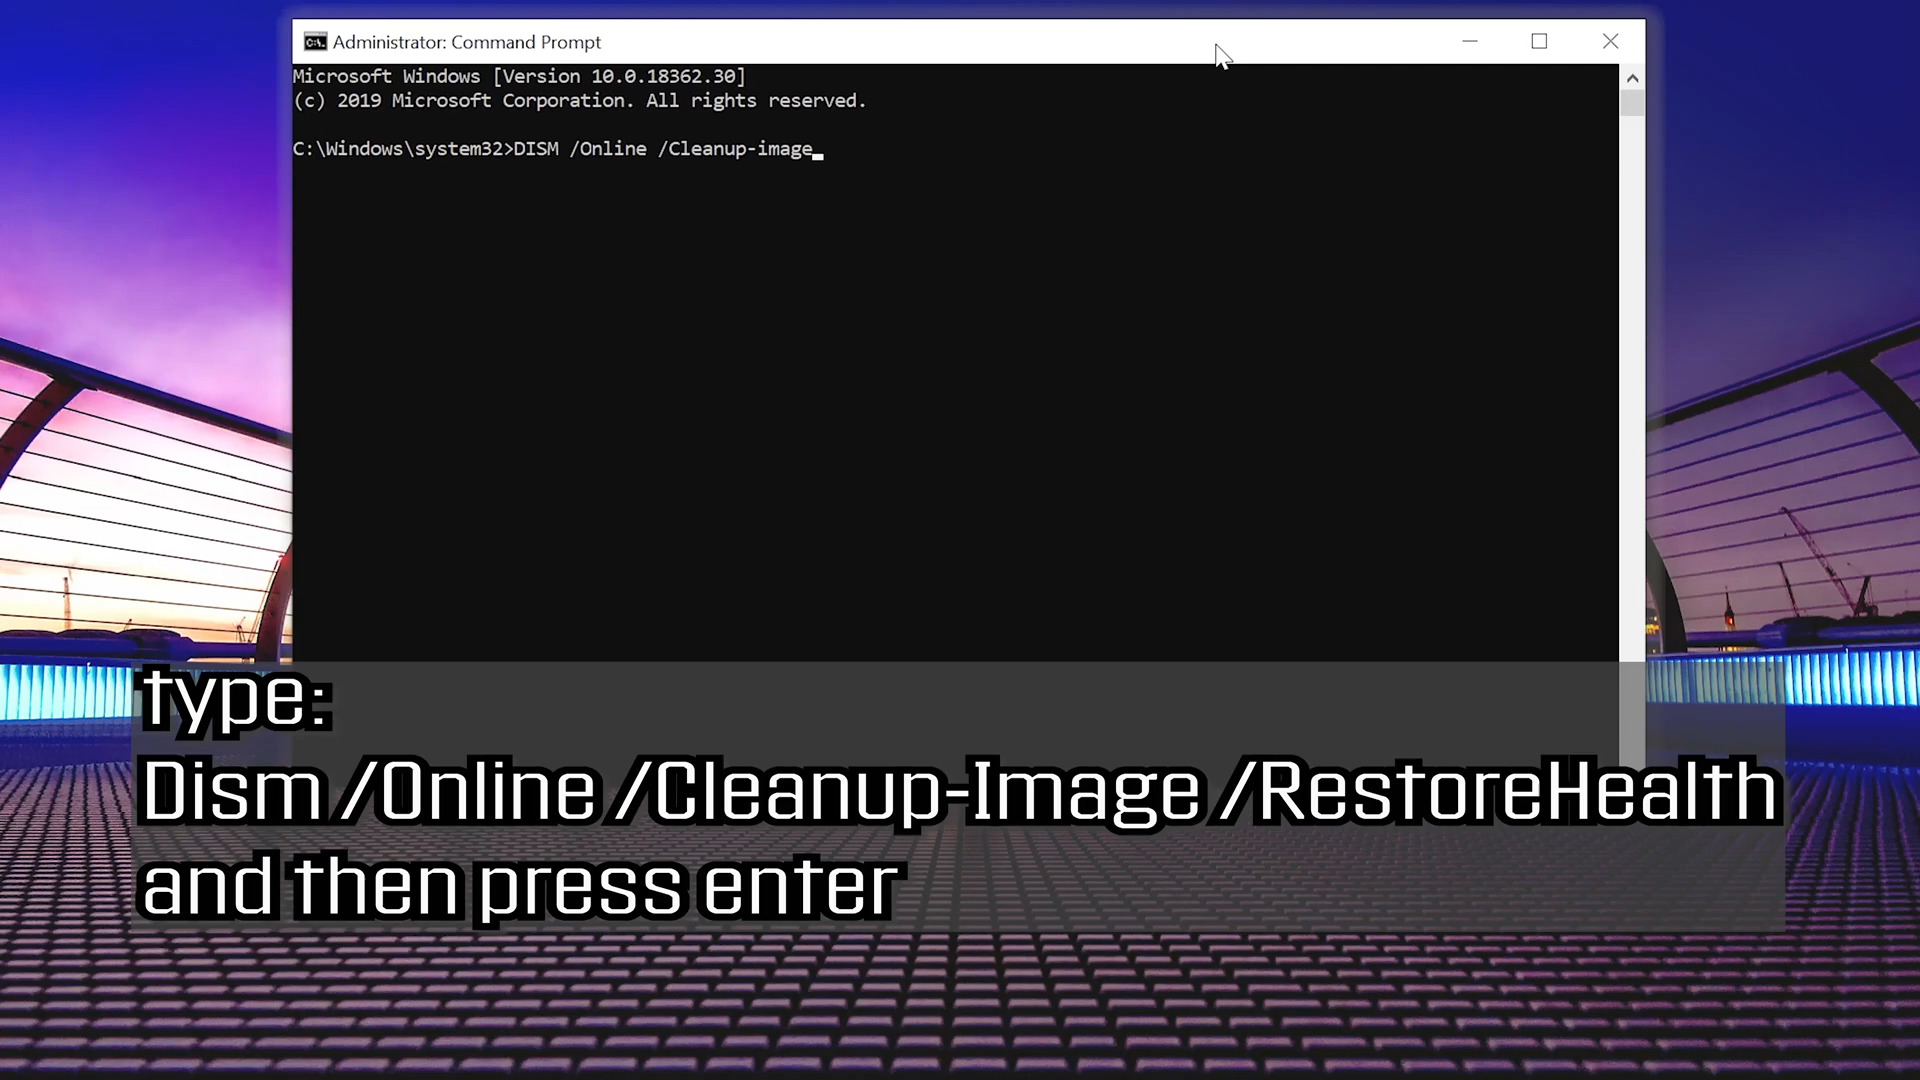 Administrator: Command Prompt
Microsoft Windows [Version 10.0.18362.30]
(c) 2019 Microsoft Corporation. All rights reserved.
C:\Windows\system32>DISM /Online /Cleanup-image
type:
Dism /Online /Cleanup-Image /RestoreHealth
and then press enter